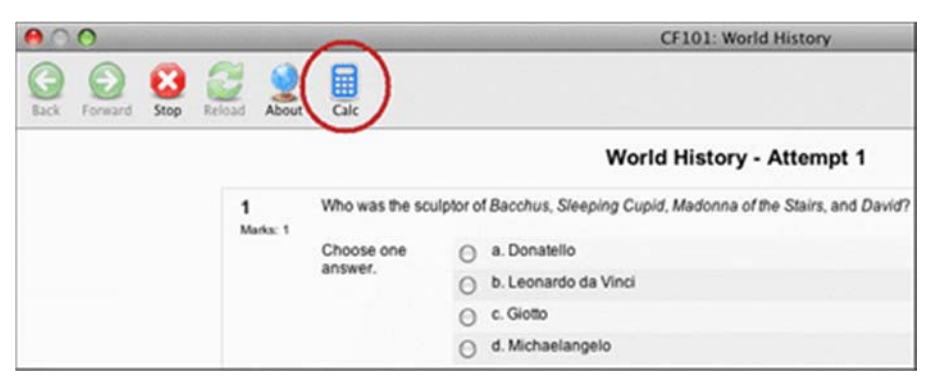 CF101: World History
Back Forward Stop Reload About Calc
World History - Attempt 1
1 Who was the sculptor of Bacchus, Sleeping Cupid, Madonna of the Stairs, and David?
Marks: 1
Choose one answer.
a. Donatello
b. Leonardo da Vinci
c. Giotto
d. Michaelangelo